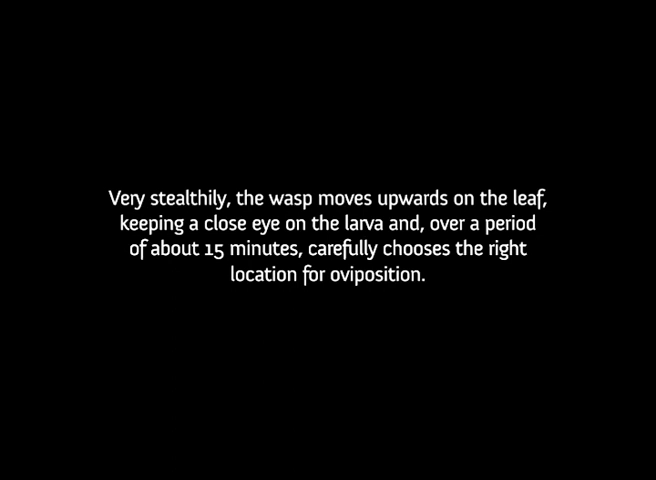 Very stealthily, the wasp moves upwards on the leaf,
keeping a close eye on the larva and, over a period
of about 15 minutes, carefully chooses the right
location for oviposition.